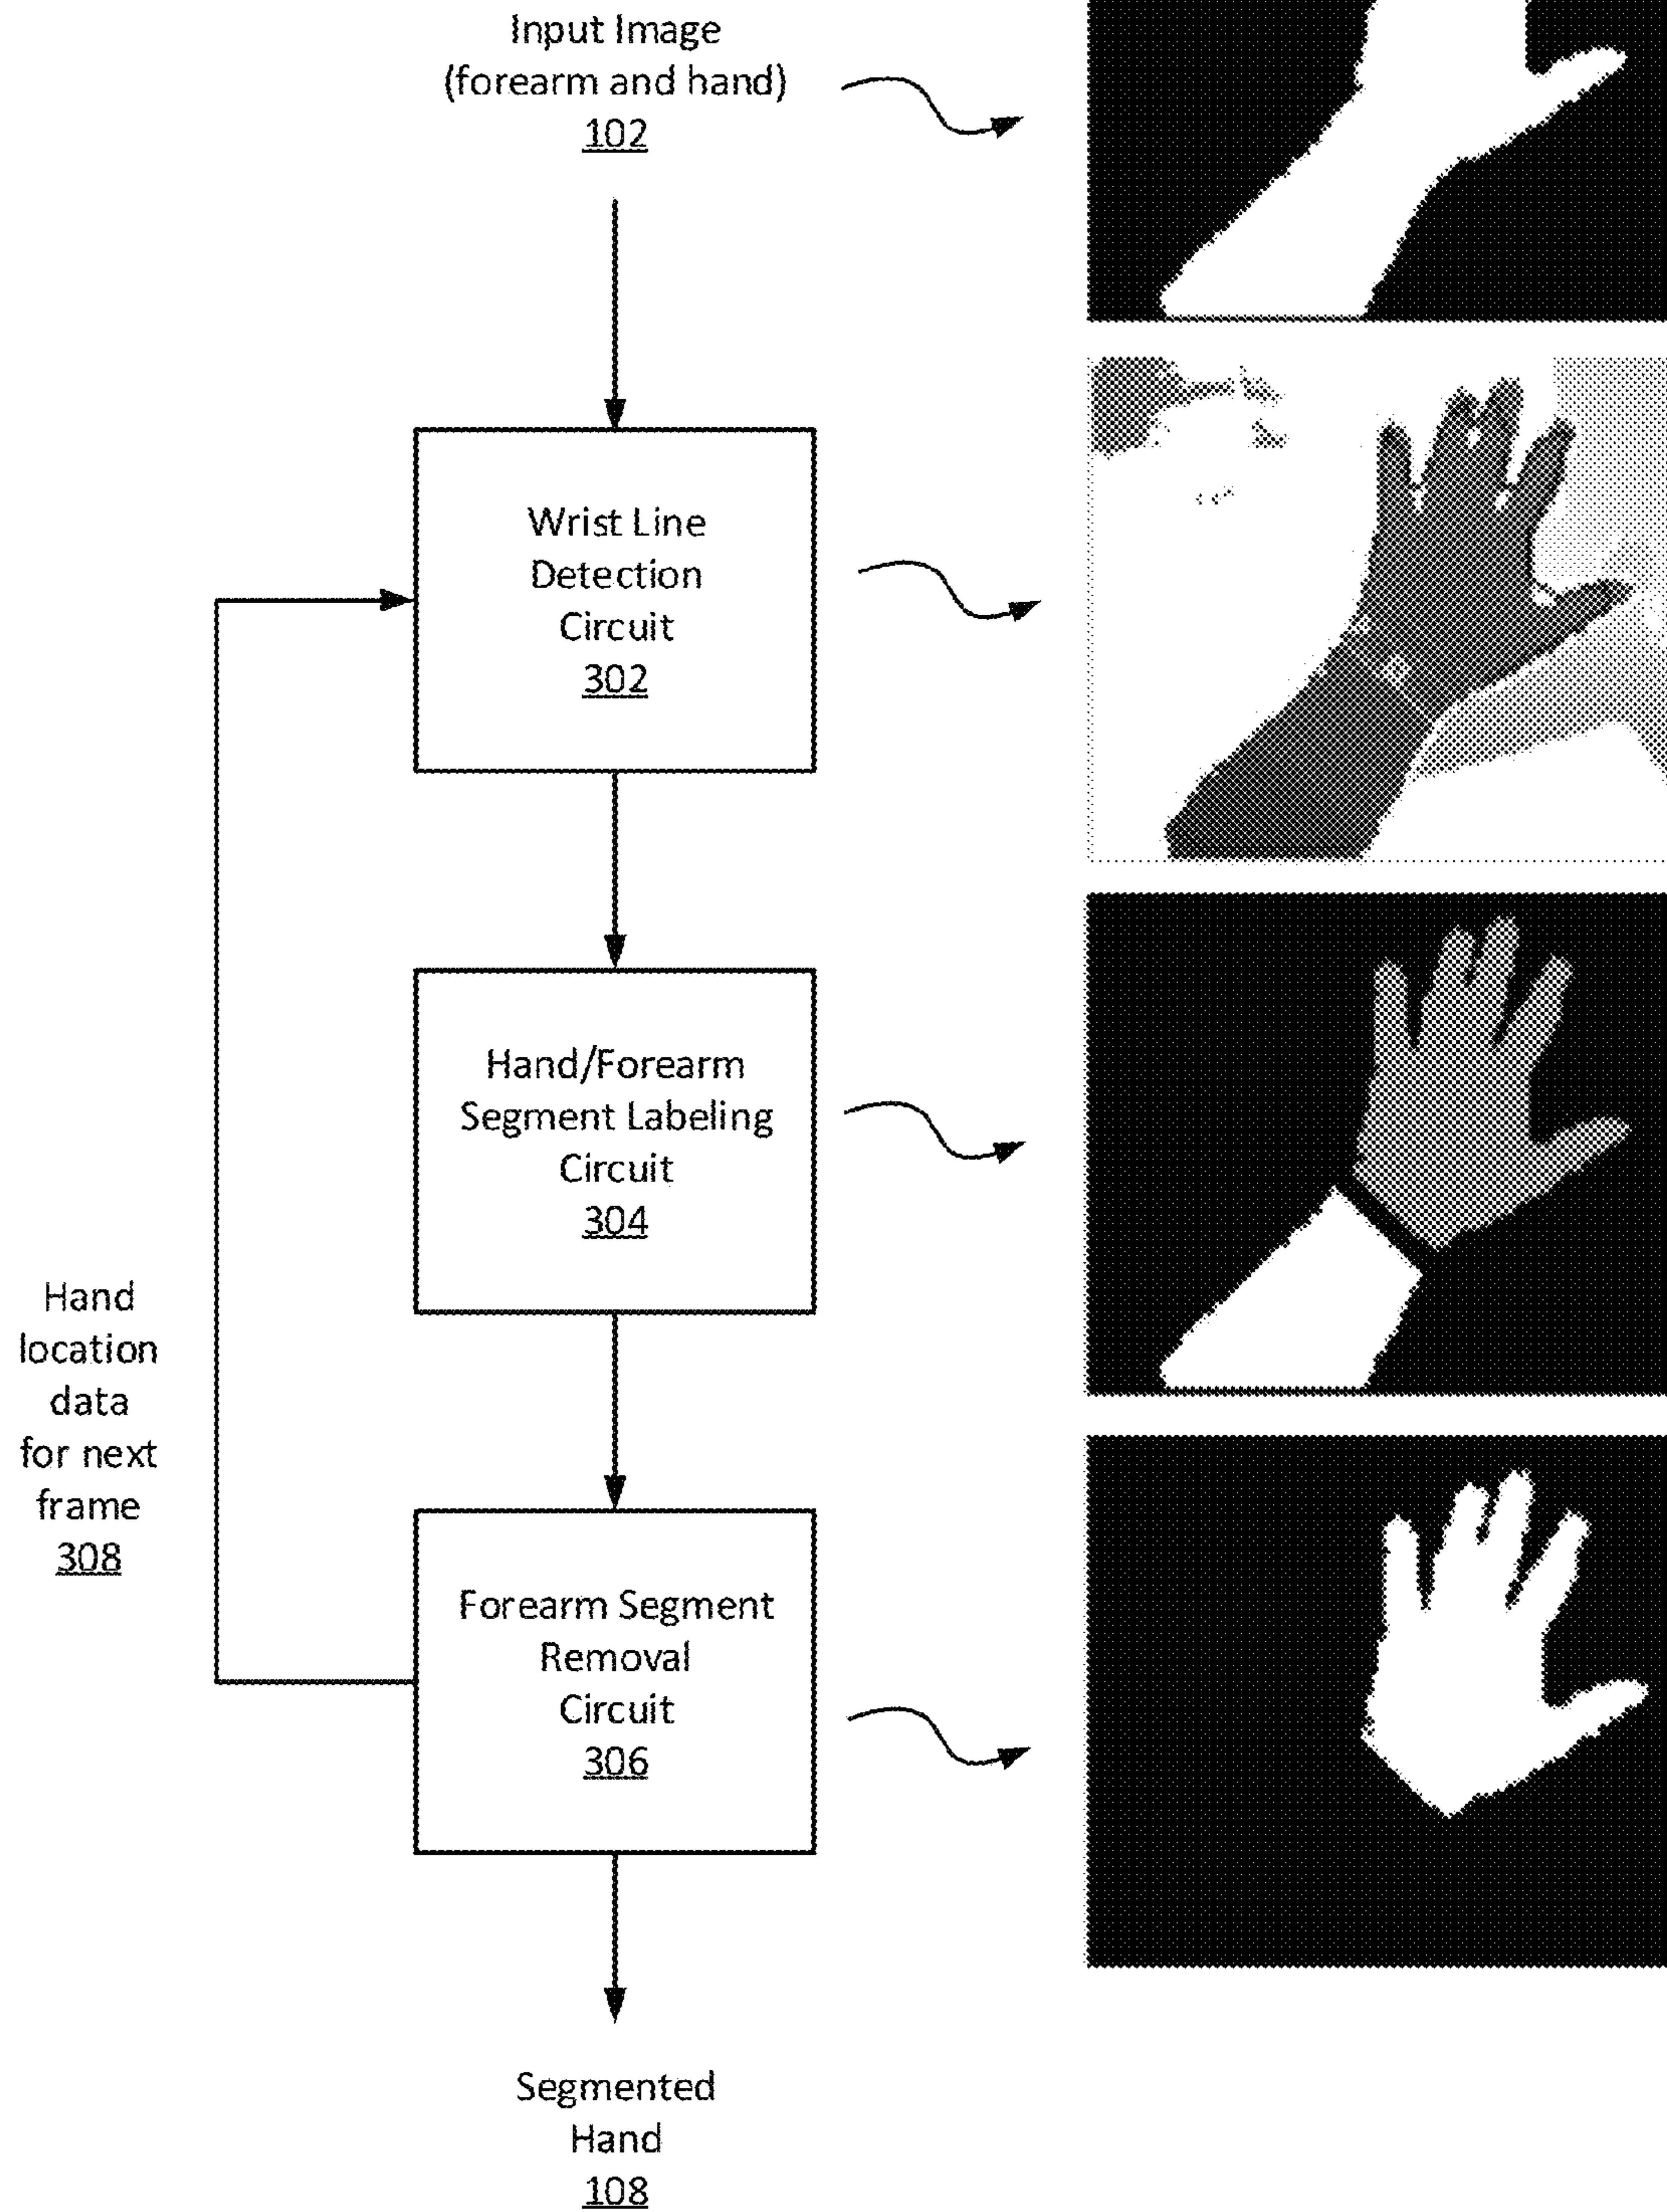 Input Image
(forearm and hand)
102
Wrist Line
Detection
Circuit
302
Hand/Forearm
Segment Labeling
Circuit
304
Hand
location
data
for next
frame
308
Forearm Segment
Removal
Circuit
306
Segmented
Hand
108